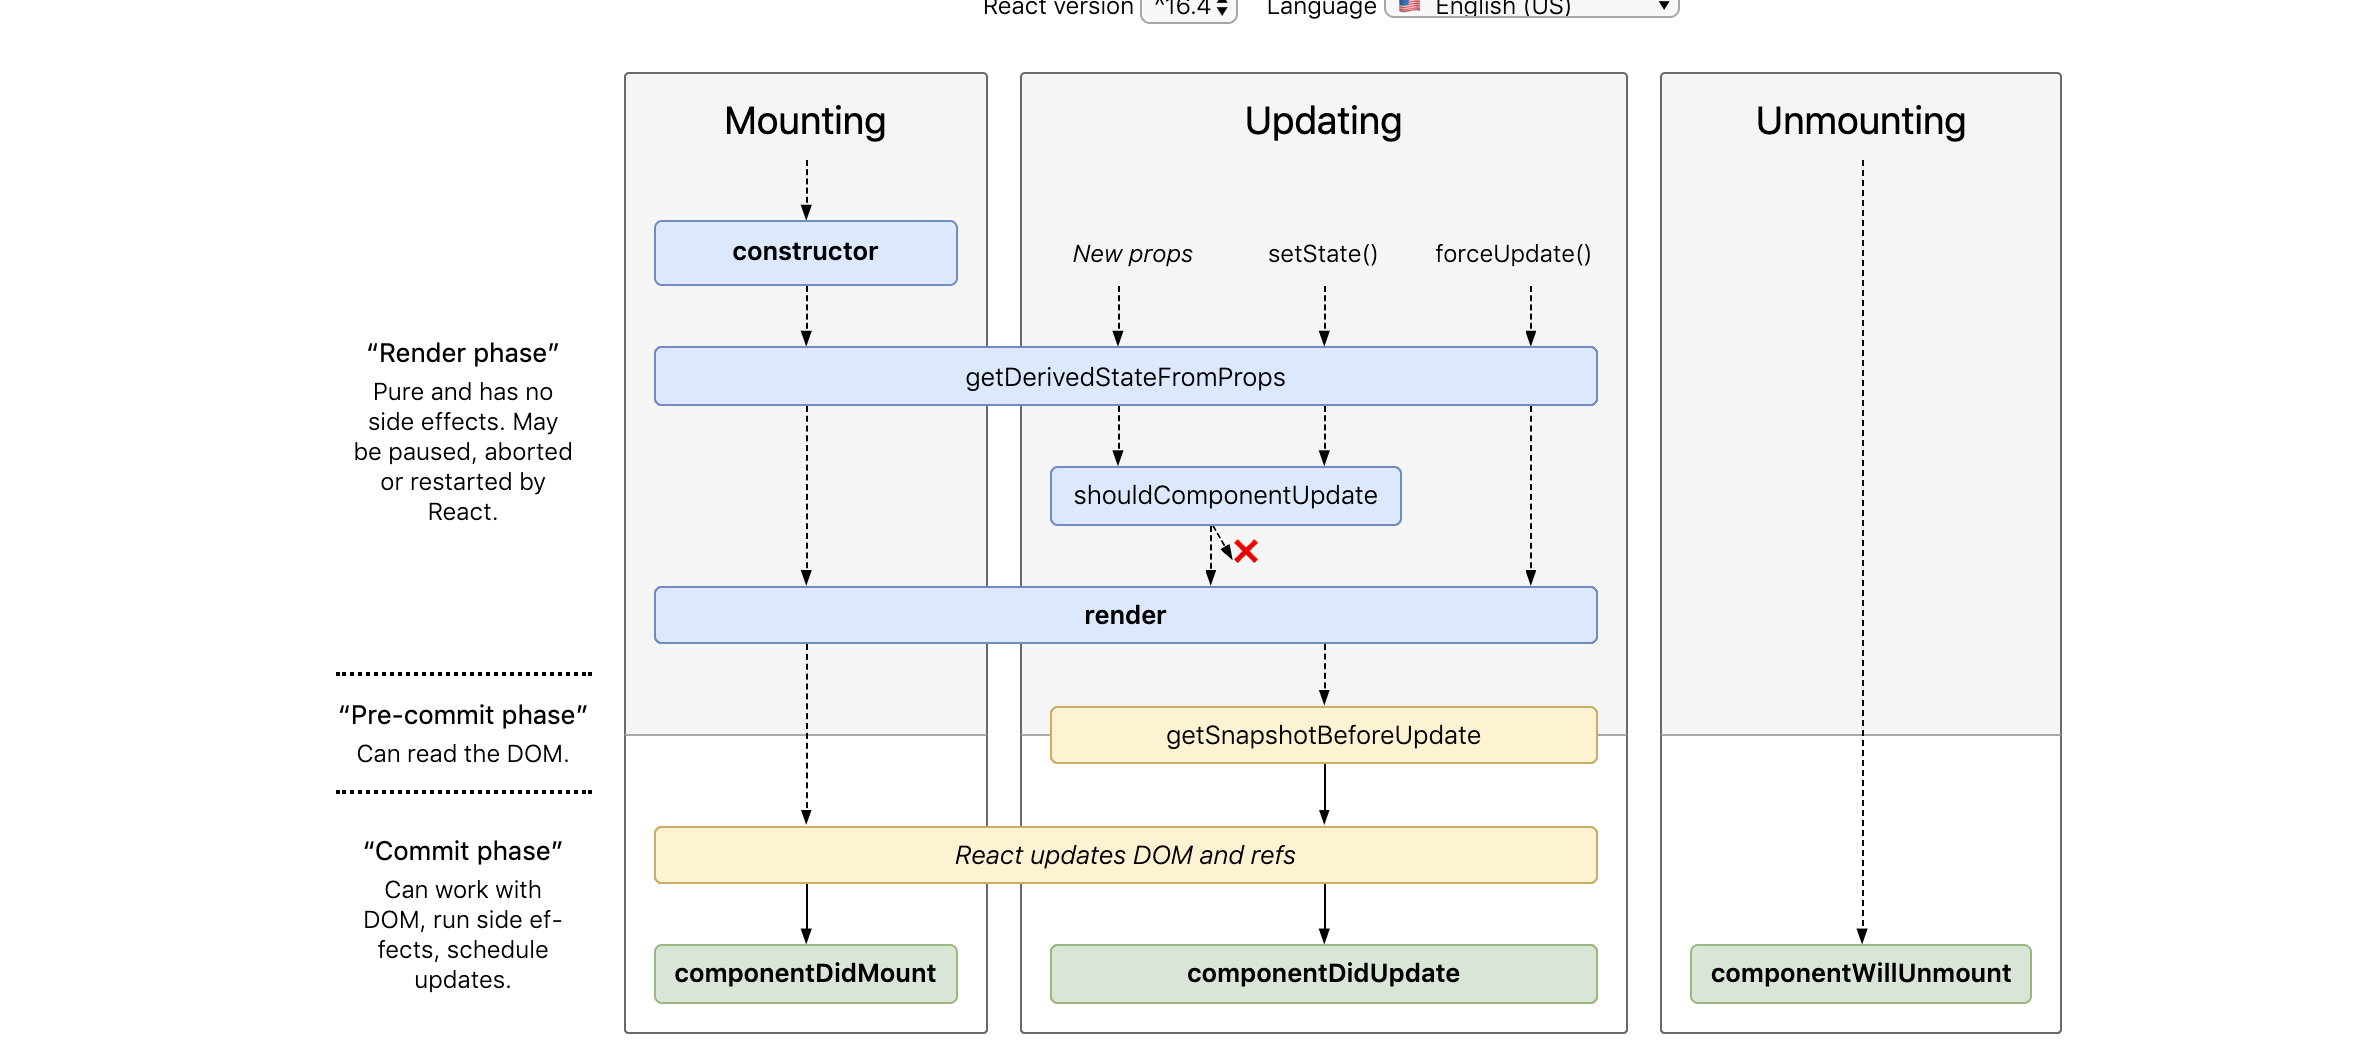 React version ^16.4 Language English (US)
Mounting
Updating
Unmounting
constructor
New props
setState()
forceUpdate()
“Render phase”
Pure and has no
side effects. May
be paused, aborted
or restarted by
React.
getDerivedStateFromProps
shouldComponentUpdate
render
“Pre-commit phase”
Can read the DOM.
getSnapshotBeforeUpdate
“Commit phase”
Can work with
DOM, run side ef-
fects, schedule
updates.
React updates DOM and refs
componentDidMount
componentDidUpdate
componentWillUnmount